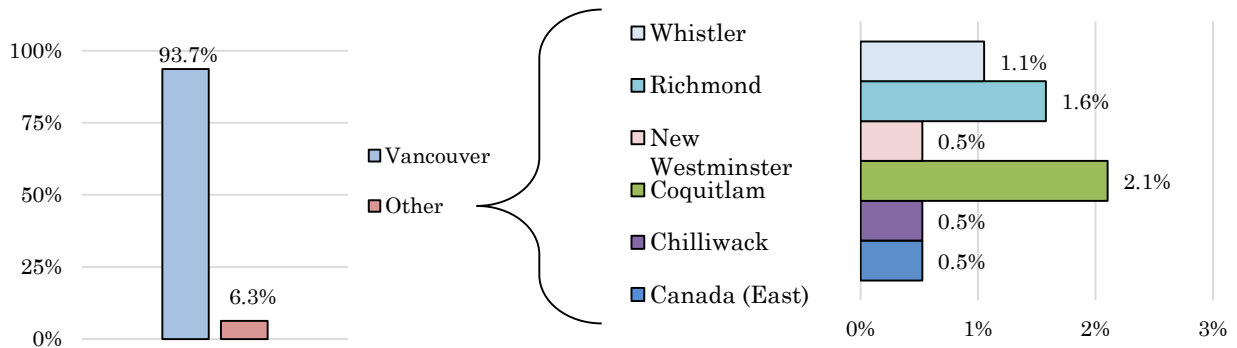 100%
93.7%
75%
50%
25%
0%
6.3%
Vancouver
Other
Whistler
Richmond
New
Westminster
Coquitlam
Chilliwack
Canada (East)
1.1%
1.6%
0.5%
2.1%
0.5%
0.5%
0% 1% 2% 3%